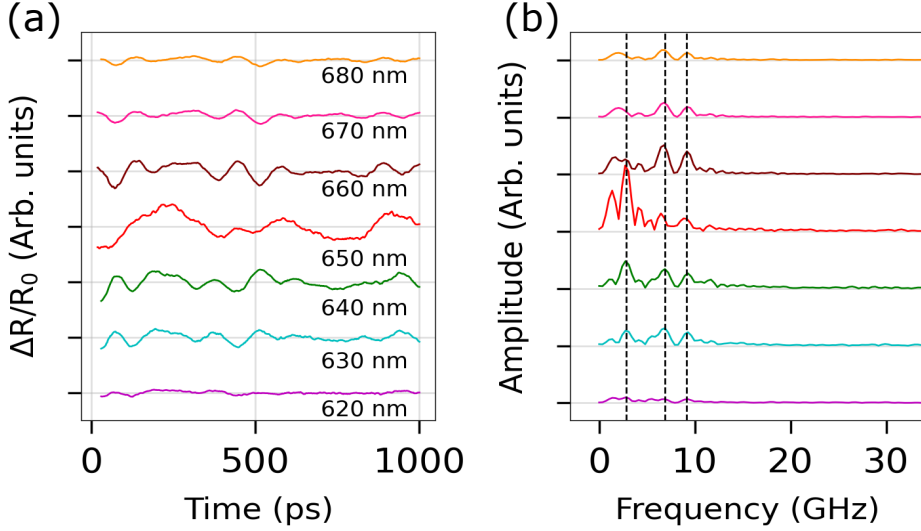 (a)
ΔR/R₀ (Arb. units)
680 nm
670 nm
660 nm
650 nm
640 nm
630 nm
620 nm
0
500
1000
Time (ps)
(b)
Amplitude (Arb. units)
0
10
20
30
Frequency (GHz)